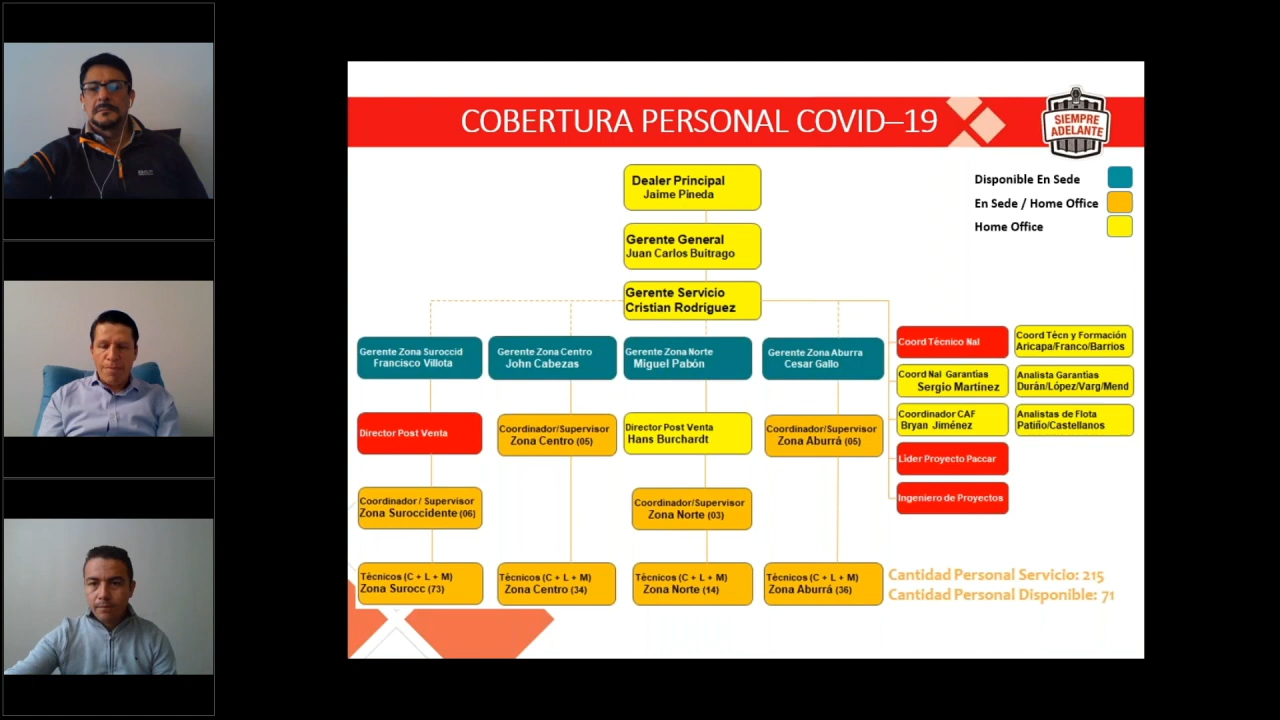 COBERTURA PERSONAL COVID–19
SIEMPRE
ADELANTE
Disponible En Sede
En Sede / Home Office
Home Office
Dealer Principal
Jaime Pineda
Gerente General
Juan Carlos Buitrago
Gerente Servicio
Cristian Rodríguez
Gerente Zona Suroccid
Francisco Villota
Gerente Zona Centro
John Cabezas
Gerente Zona Norte
Miguel Pabón
Gerente Zona Aburra
Cesar Gallo
Coord Técnico Nal
Coord Tècn y Formación
Aricapa/Franco/Barrios
Coord Nal Garantías
Sergio Martínez
Analista Garantías
Durán/López/Varg/Mend
Coordinador CAF
Bryan Jiménez
Analistas de Flota
Patiño/Castellanos
Líder Proyecto Paccar
Ingeniero de Proyectos
Director Post Venta
Coordinador/Supervisor
Zona Centro (05)
Director Post Venta
Hans Burchardt
Coordinador/Supervisor
Zona Aburrá (05)
Coordinador / Supervisor
Zona Suroccidente (06)
Coordinador/Supervisor
Zona Norte (03)
Técnicos (C + L + M)
Zona Surocc (73)
Técnicos (C + L + M)
Zona Centro (34)
Técnicos (C + L + M)
Zona Norte (14)
Técnicos (C + L + M)
Zona Aburrá (36)
Cantidad Personal Servicio: 215
Cantidad Personal Disponible: 71